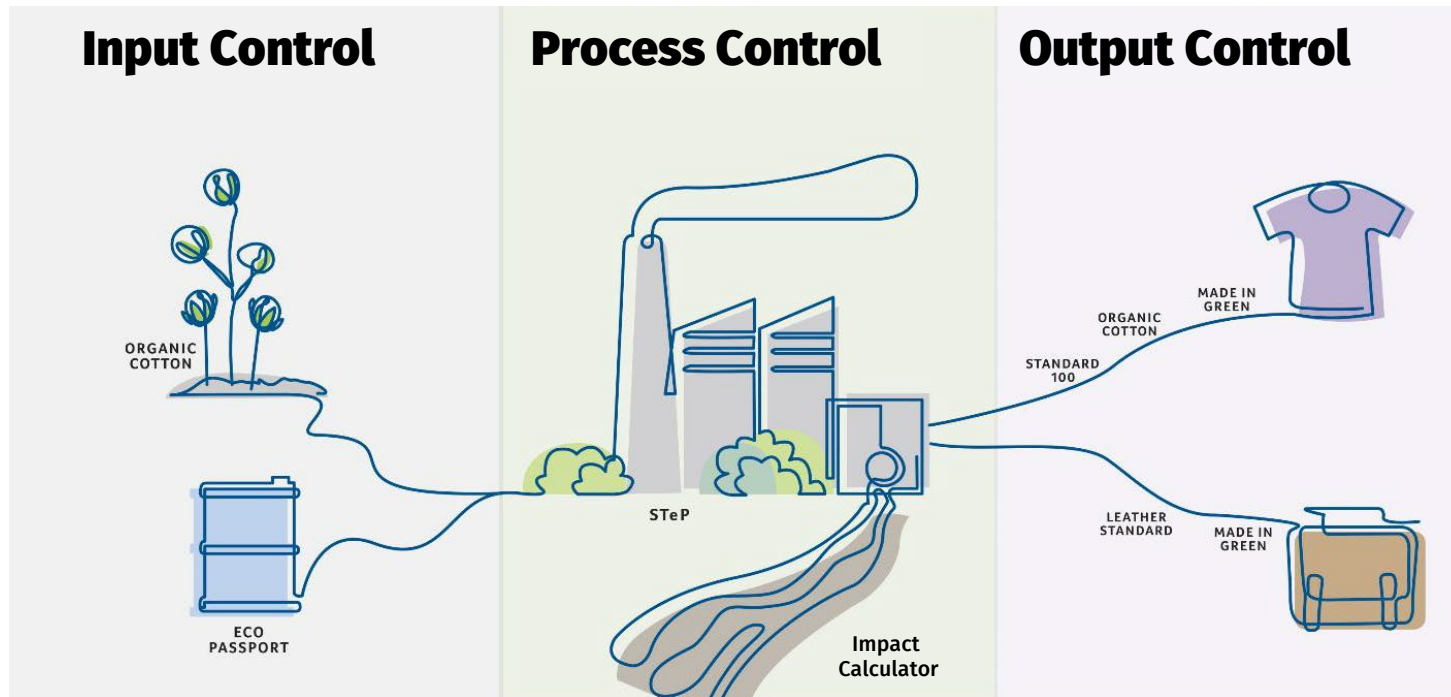 Input Control
Process Control
Output Control
ORGANIC
COTTON
ECO
PASSPORT
STeP
Impact
Calculator
MADE IN
GREEN
ORGANIC
COTTON
STANDARD
100
LEATHER
STANDARD
MADE IN
GREEN